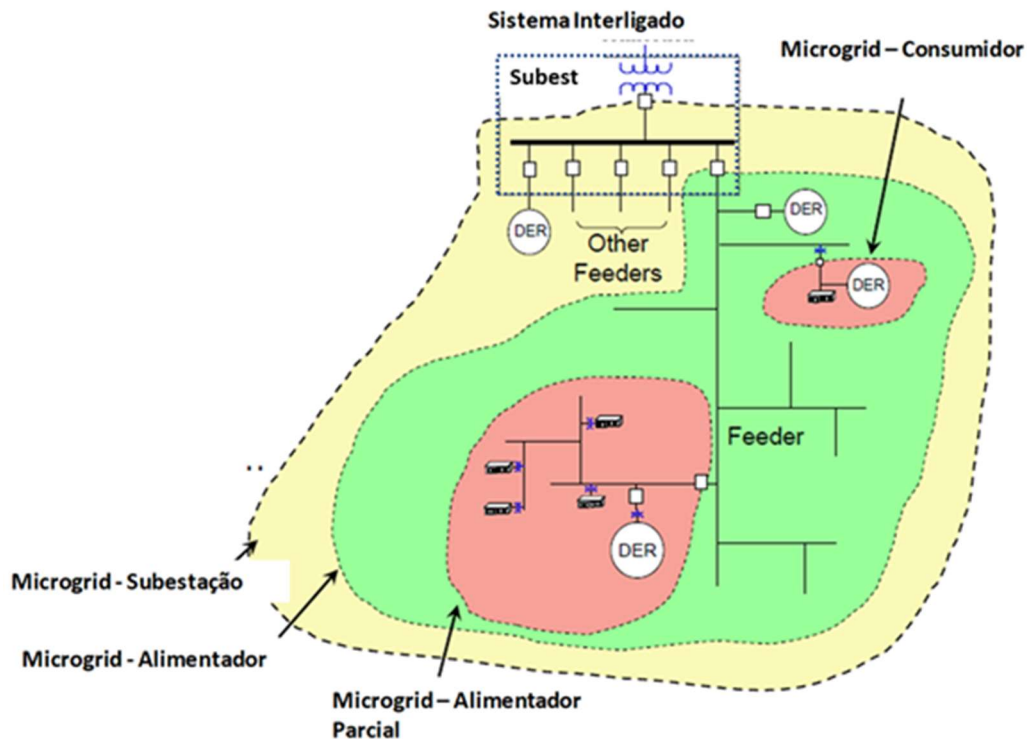 Sistema Interligado
Microgrid – Consumidor
Subest
DER
DER
Other
Feeders
DER
Feeder
DER
..
Microgrid - Subestação
Microgrid - Alimentador
Microgrid – Alimentador
Parcial